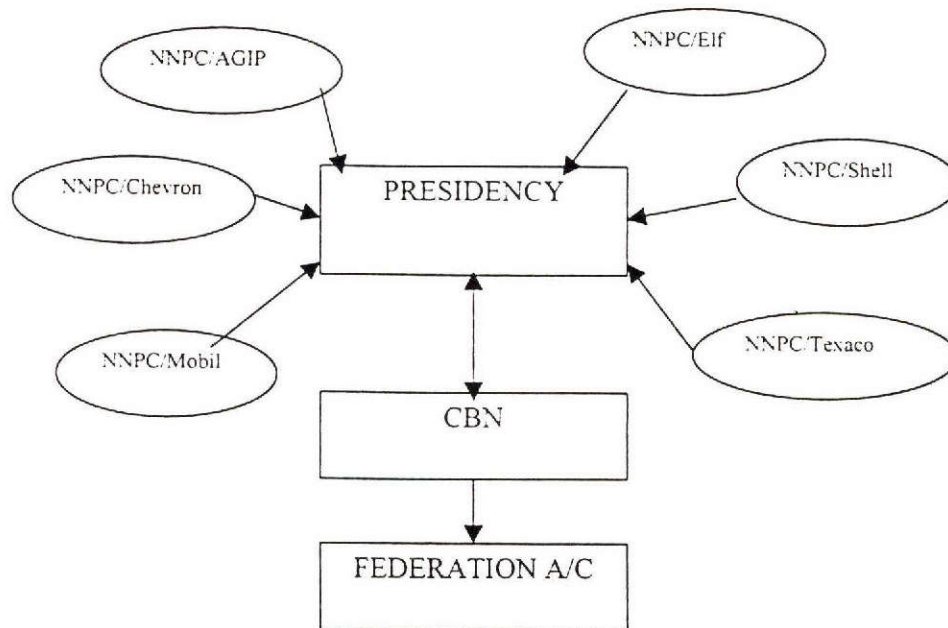 NNPC/AGIP
NNPC/Elf
NNPC/Chevron
PRESIDENCY
NNPC/Shell
NNPC/Mobil
NNPC/Texaco
CBN
FEDERATION A/C